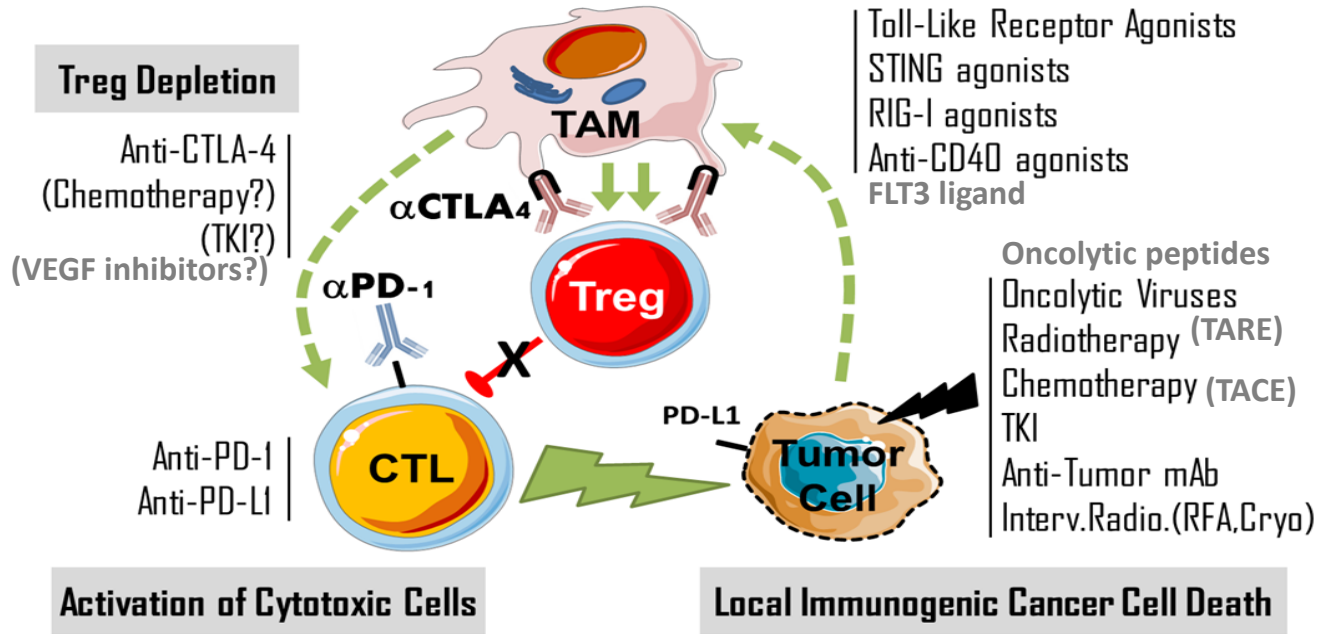 Treg Depletion
Anti-CTLA-4
(Chemotherapy?)
(TKI?)
(VEGF inhibitors?)
TAM
αCTLA4
αPD-1
Treg
X
Toll-Like Receptor Agonists
STING agonists
RIG-I agonists
Anti-CD40 agonists
FLT3 ligand
Oncolytic peptides
Oncolytic Viruses
Radiotherapy (TARE)
Chemotherapy (TACE)
TKI
Anti-Tumor mAb
Interv.Radio.(RFA,Cryo)
Anti-PD-1
Anti-PD-L1
CTL
PD-L1
Tumor
Cell
Activation of Cytotoxic Cells
Local Immunogenic Cancer Cell Death